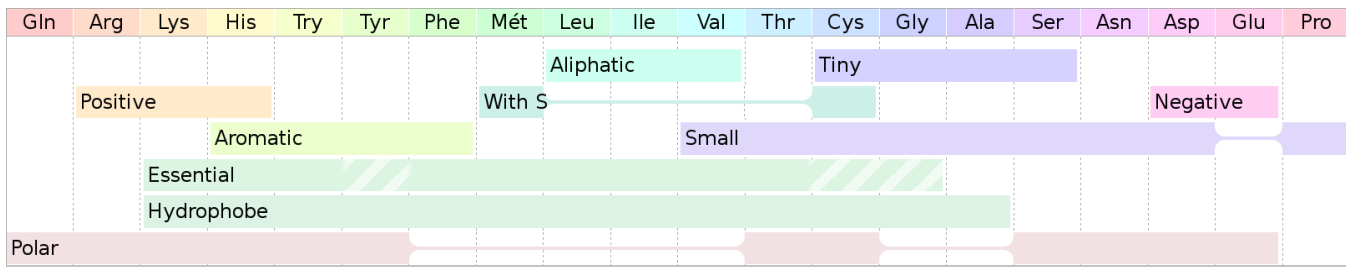 Gln Arg Lys His Try Tyr Phe Mét Leu Ile Val Thr Cys Gly Ala Ser Asn Asp Glu Pro
Aliphatic Tiny
Positive With S Negative
Aromatic Small
Essential
Hydrophobe
Polar